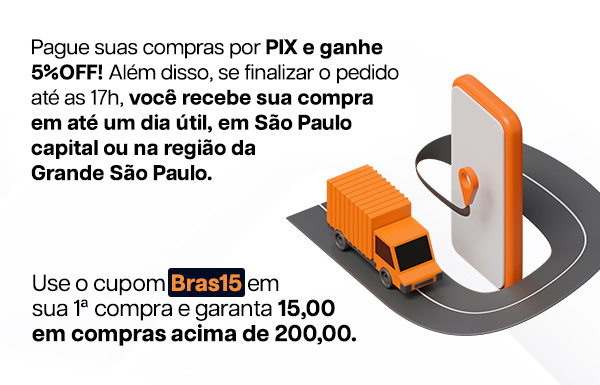 Pague suas compras por PIX e ganhe
5%OFF! Além disso, se finalizar o pedido
até as 17h, você recebe sua compra
em até um dia útil, em São Paulo
capital ou na região da
Grande São Paulo.
Use o cupom Bras15 em
sua 1ª compra e garanta 15,00
em compras acima de 200,00.